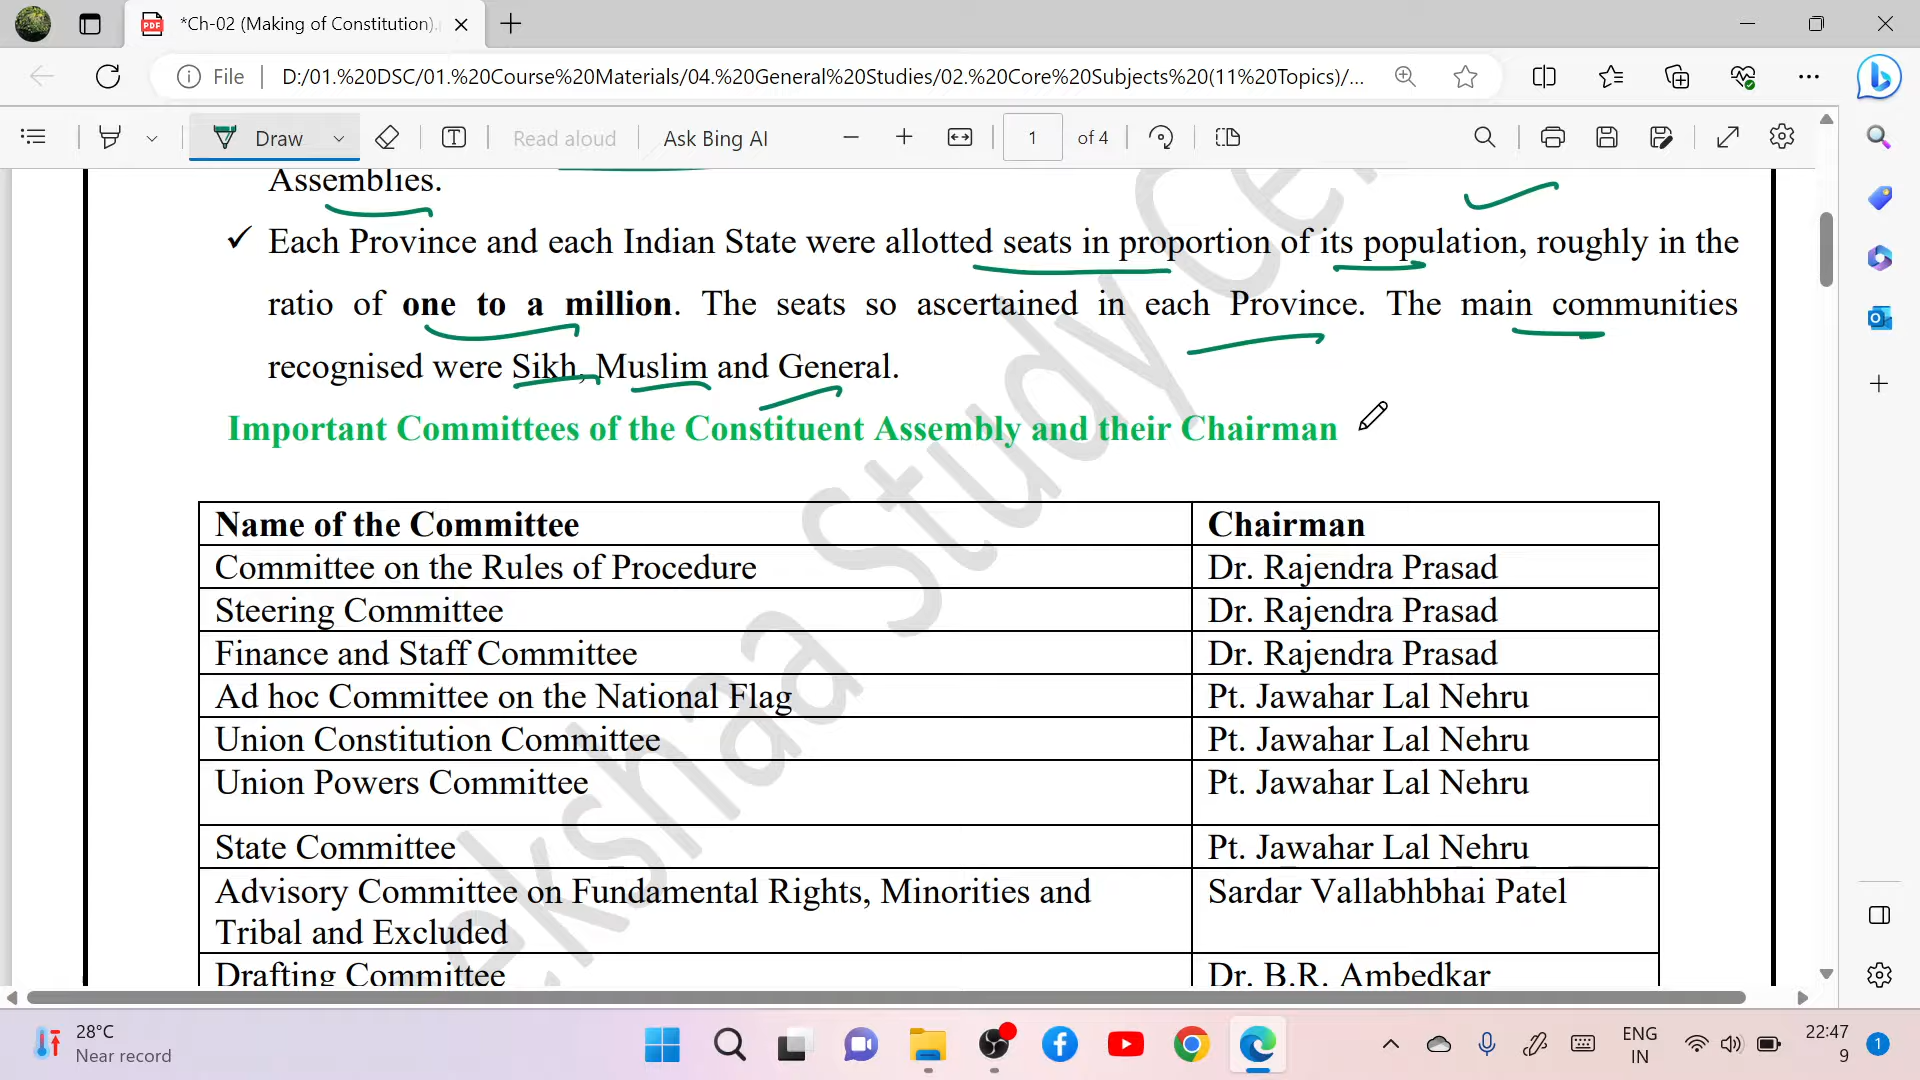 *Ch-02 (Making of Constitution).
File
D:/01.%20DSC/01.%20Course%20Materials/04.%20General%20Studies/02.%20Core%20Subjects%20(11%20Topics)/...
Draw
Read aloud
Ask Bing AI
1 of 4
Assemblies.
✓ Each Province and each Indian State were allotted seats in proportion of its population, roughly in the
ratio of one to a million. The seats so ascertained in each Province. The main communities
recognised were Sikh, Muslim and General.
Important Committees of the Constituent Assembly and their Chairman
Name of the Committee Chairman
Committee on the Rules of Procedure Dr. Rajendra Prasad
Steering Committee Dr. Rajendra Prasad
Finance and Staff Committee Dr. Rajendra Prasad
Ad hoc Committee on the National Flag Pt. Jawahar Lal Nehru
Union Constitution Committee Pt. Jawahar Lal Nehru
Union Powers Committee Pt. Jawahar Lal Nehru
State Committee Pt. Jawahar Lal Nehru
Advisory Committee on Fundamental Rights, Minorities and Sardar Vallabhbhai Patel
Tribal and Excluded
Drafting Committee Dr. B.R. Ambedkar
28°C
Near record
ENG
IN
22:47
9
1